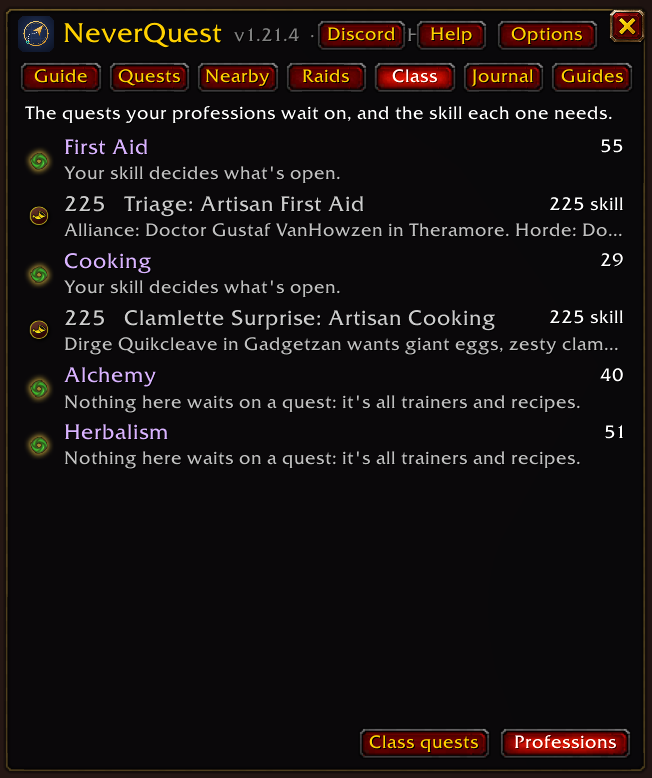 NeverQuest v1.21.4 · Discord H Help Options
Guide Quests Nearby Raids Class Journal Guides
The quests your professions wait on, and the skill each one needs.
First Aid 55
Your skill decides what's open.
225 Triage: Artisan First Aid 225 skill
Alliance: Doctor Gustaf VanHowzen in Theramore. Horde: Do...
Cooking 29
Your skill decides what's open.
225 Clamlette Surprise: Artisan Cooking 225 skill
Dirge Quikcleave in Gadgetzan wants giant eggs, zesty clam...
Alchemy 40
Nothing here waits on a quest: it's all trainers and recipes.
Herbalism 51
Nothing here waits on a quest: it's all trainers and recipes.
Class quests Professions